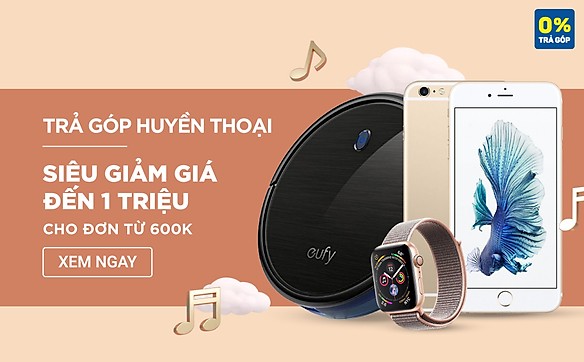 0%
TRẢ GÓP
TRẢ GÓP HUYỀN THOẠI
SIÊU GIẢM GIÁ
ĐẾN 1 TRIỆU
CHO ĐƠN TỪ 600K
XEM NGAY
eufy